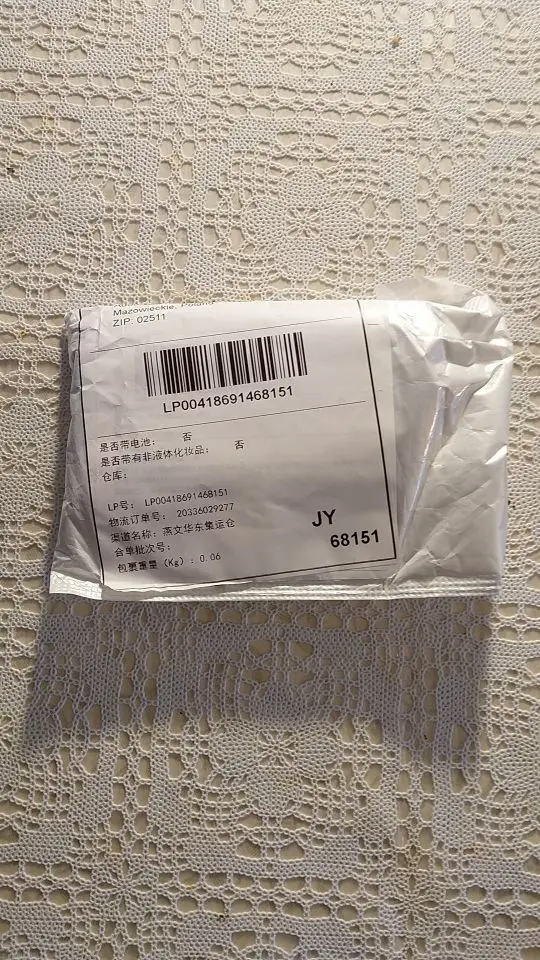 Mazowieckie, Poland
ZIP: 02511
LP00418691468151
是否带电池： 否
是否带有非液体化妆品： 否
仓库：
LP号： LP00418691468151
物流订单号： 20336029277
渠道名称：燕文华东集运仓
合单批次号：
包裹重量（Kg）：0.06
JY
68151